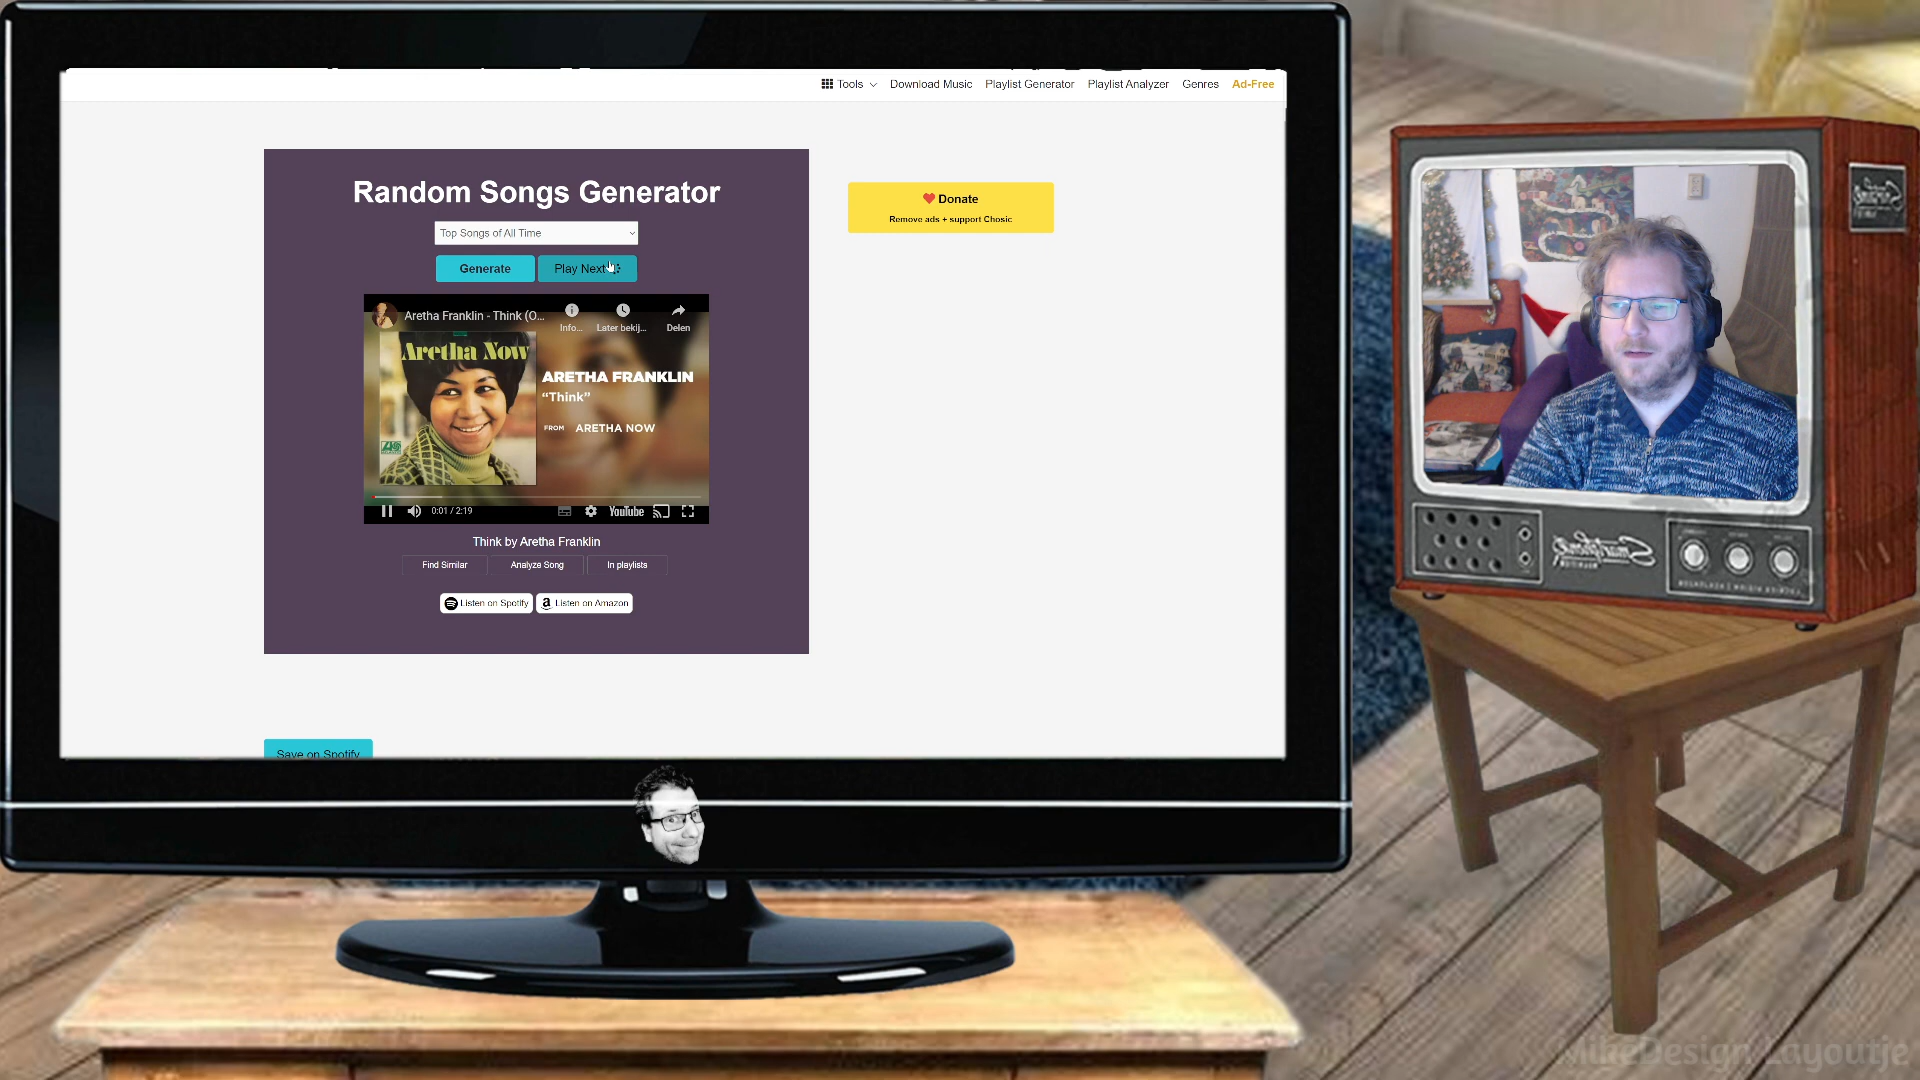 Tools Download Music Playlist Generator Playlist Analyzer Genres Ad-Free
Random Songs Generator
Top Songs of All Time
Generate Play Next
Donate
Remove ads + support Chosic
Aretha Franklin - Think (O...
Info... Later bekij... Delen
Aretha Now
ARETHA FRANKLIN
“Think”
FROM ARETHA NOW
0:01 / 2:19 YouTube
Think by Aretha Franklin
Find Similar Analyze Song In playlists
Listen on Spotify Listen on Amazon
Save on Spotify
MikeDesign Layoutje